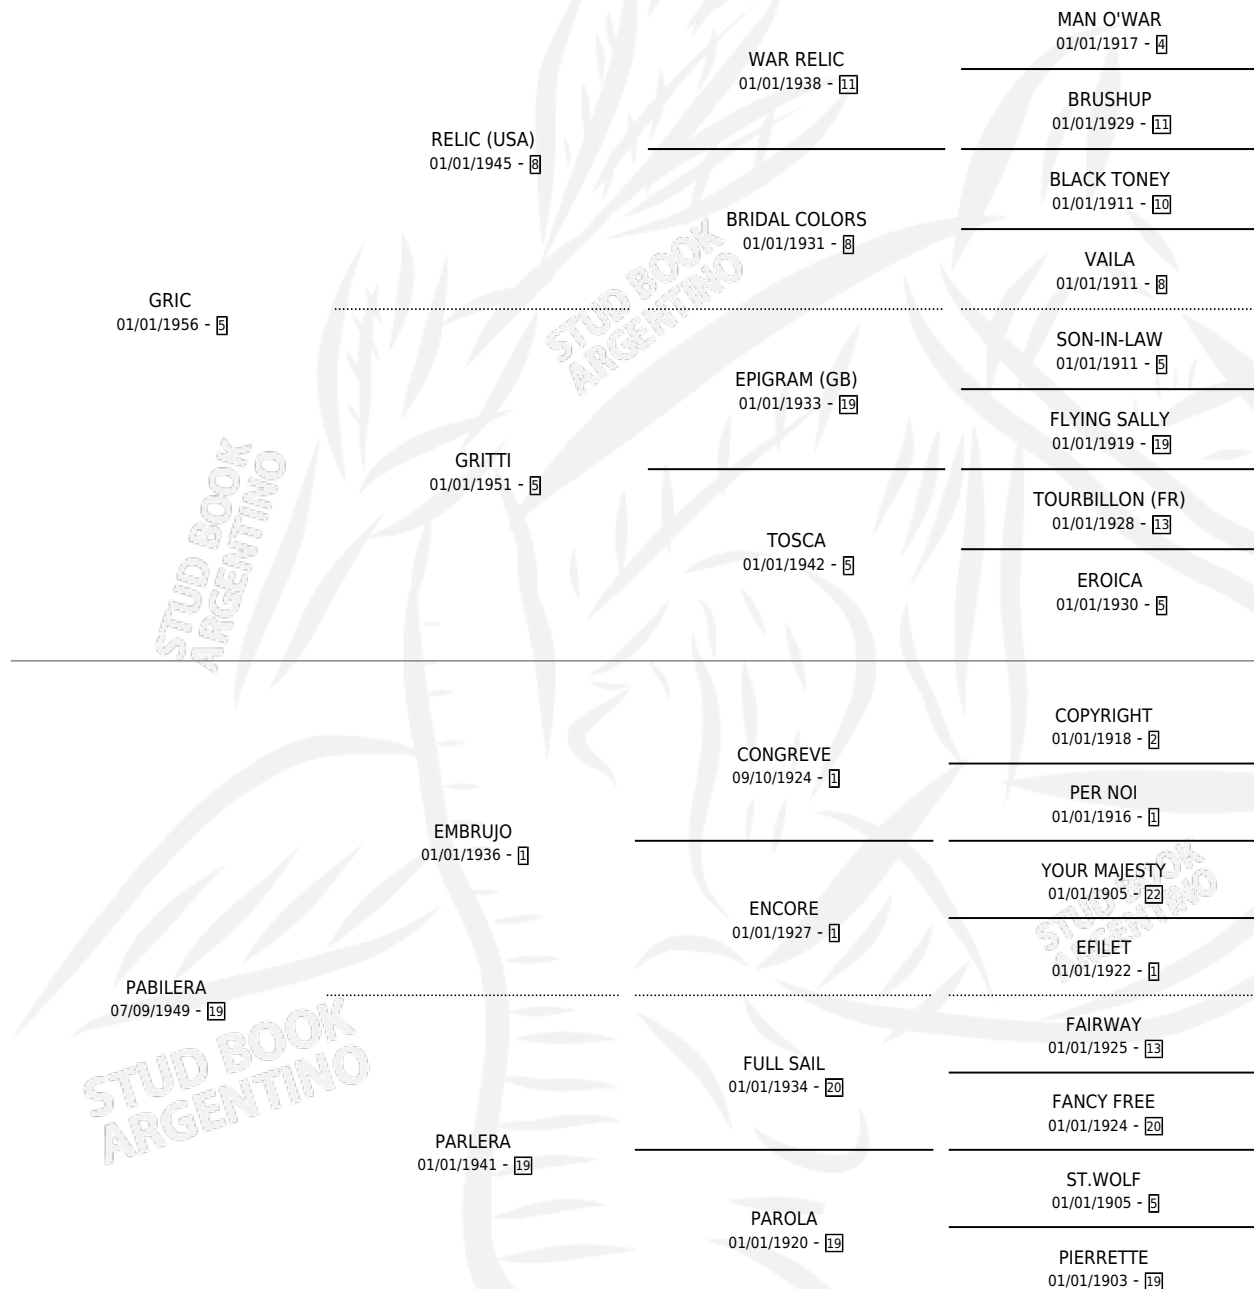 MAN O'WAR
01/01/1917 - 4
WAR RELIC
01/01/1938 - 11
BRUSHUP
01/01/1929 - 11
RELIC (USA)
01/01/1945 - 8
BLACK TONEY
01/01/1911 - 10
BRIDAL COLORS
01/01/1931 - 8
VAILA
01/01/1911 - 8
GRIC
01/01/1956 - 5
STUD BOOK
ARGENTINO
SON-IN-LAW
01/01/1911 - 5
EPIGRAM (GB)
01/01/1933 - 19
FLYING SALLY
01/01/1919 - 19
GRITTI
01/01/1951 - 5
TOURBILLON (FR)
01/01/1928 - 13
TOSCA
01/01/1942 - 5
EROICA
01/01/1930 - 5
STUD BOOK
ARGENTINO
COPYRIGHT
01/01/1918 - 2
CONGREVE
09/10/1924 - 1
PER NOI
01/01/1916 - 1
EMBRUJO
01/01/1936 - 1
YOUR MAJESTY
01/01/1905 - 22
ENCORE
01/01/1927 - 1
STUD BOOK
ARGENTINO
EFILET
01/01/1922 - 1
PABILERA
07/09/1949 - 19
STUD BOOK
ARGENTINO
FAIRWAY
01/01/1925 - 13
FULL SAIL
01/01/1934 - 20
FANCY FREE
01/01/1924 - 20
PARLERA
01/01/1941 - 19
ST.WOLF
01/01/1905 - 5
PAROLA
01/01/1920 - 19
PIERRETTE
01/01/1903 - 19